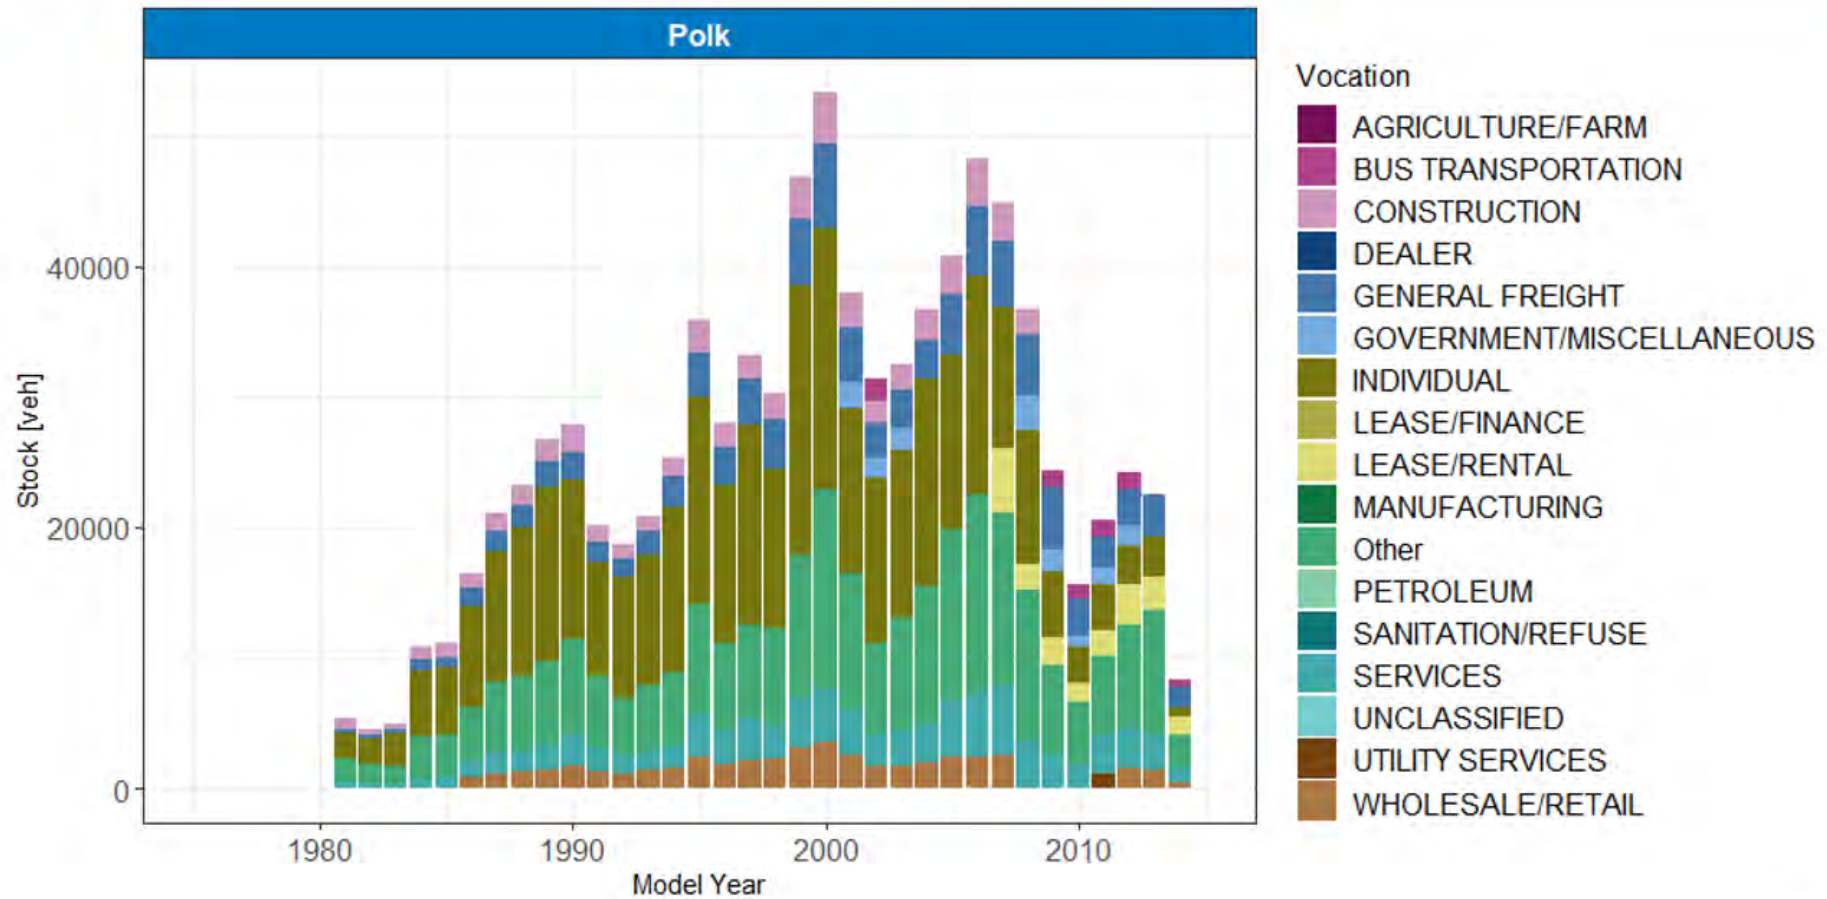 Polk
Stock [veh]
40000
20000
0
1980
1990
2000
2010
Model Year
Vocation
AGRICULTURE/FARM
BUS TRANSPORTATION
CONSTRUCTION
DEALER
GENERAL FREIGHT
GOVERNMENT/MISCELLANEOUS
INDIVIDUAL
LEASE/FINANCE
LEASE/RENTAL
MANUFACTURING
Other
PETROLEUM
SANITATION/REFUSE
SERVICES
UNCLASSIFIED
UTILITY SERVICES
WHOLESALE/RETAIL